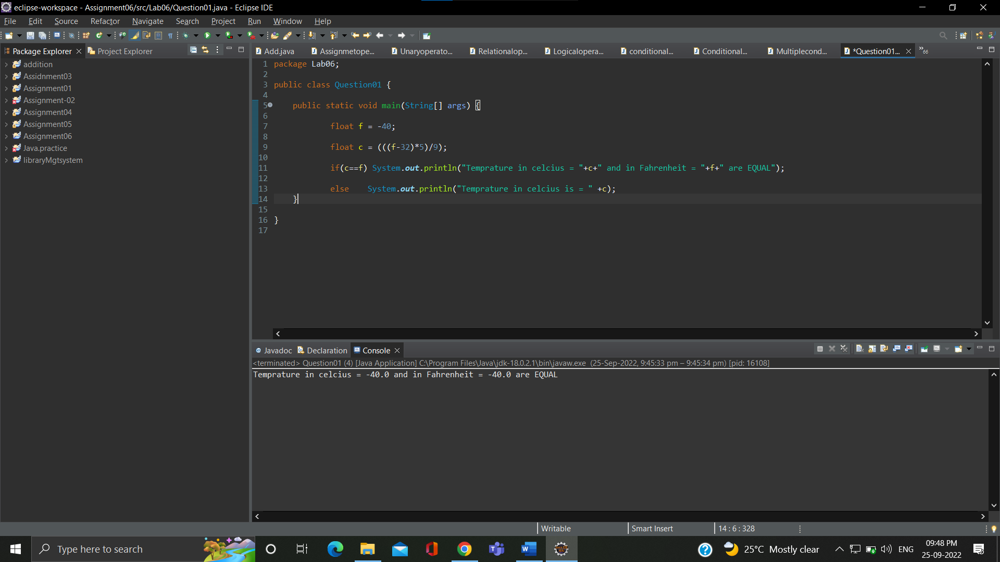 eclipse-workspace - Assignment06/src/Lab06/Question01.java - Eclipse IDE
File Edit Source Refactor Navigate Search Project Run Window Help
Package Explorer Project Explorer
addition
Assidnment03
Assignment01
Assignment-02
Assignment04
Assignment05
Assignment06
Java.practice
libraryMgtsystem
Add.java Assignmetope... Unaryoperato... Relationalop... Logicalopera... conditional... Conditional... Multiplecond... *Question01... »66
1 package Lab06;
2
3 public class Question01 {
4
5 public static void main(String[] args) {
6
7 float f = -40;
8
9 float c = (((f-32)*5)/9);
10
11 if(c==f) System.out.println("Temprature in celcius = "+c+" and in Fahrenheit = "+f+" are EQUAL");
12
13 else System.out.println("Temprature in celcius is = " +c);
14 }
15
16 }
17
@ Javadoc Declaration Console
<terminated> Question01 (4) [Java Application] C:\Program Files\Java\jdk-18.0.2.1\bin\javaw.exe (25-Sep-2022, 9:45:33 pm – 9:45:34 pm) [pid: 16108]
Temprature in celcius = -40.0 and in Fahrenheit = -40.0 are EQUAL
Writable Smart Insert 14 : 6 : 328
Type here to search
25°C Mostly clear ENG 09:48 PM
25-09-2022